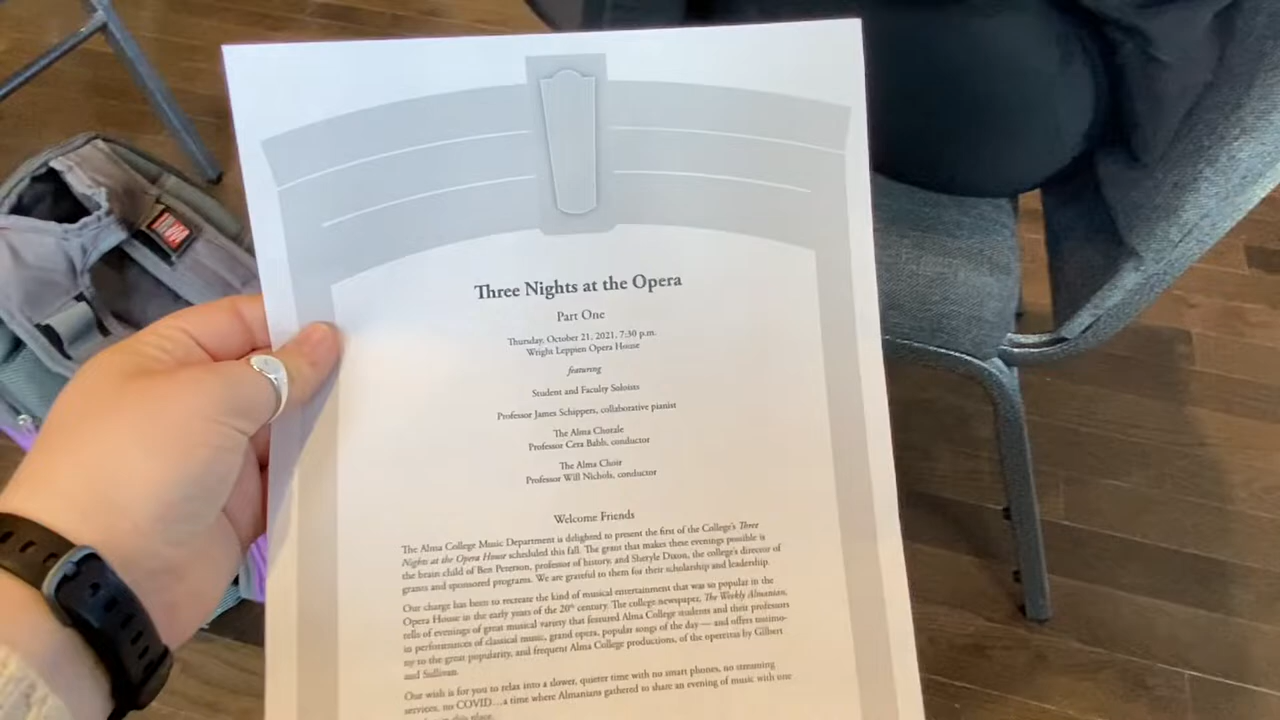 Three Nights at the Opera
Part One
Thursday, October 21, 2021, 7:30 p.m.
Wright Leppien Opera House
featuring
Student and Faculty Soloists
Professor James Schippers, collaborative pianist
The Alma Chorale
Professor Cera Babb, conductor
The Alma Choir
Professor Will Nichols, conductor
Welcome Friends
The Alma College Music Department is delighted to present the first of the College's Three
Nights at the Opera House scheduled this fall. The grant that makes these evenings possible is
the brain child of Ben Peterson, professor of history, and Sheryle Dixon, the college's director of
grants and sponsored programs. We are grateful to them for their scholarship and leadership.
Our charge has been to recreate the kind of musical entertainment that was so popular in the
Opera House in the early years of the 20th century. The college newspaper, The Weekly Almanian,
tells of evenings of great musical variety that featured Alma College students and their professors
in performances of classical music, grand opera, popular songs of the day — and offers testimo-
ny to the great popularity, and frequent Alma College productions, of the operettas by Gilbert
and Sullivan.
Our wish is for you to relax into a slower, quieter time with no smart phones, no streaming
services, no COVID…a time where Almanians gathered to share an evening of music with one
this place.